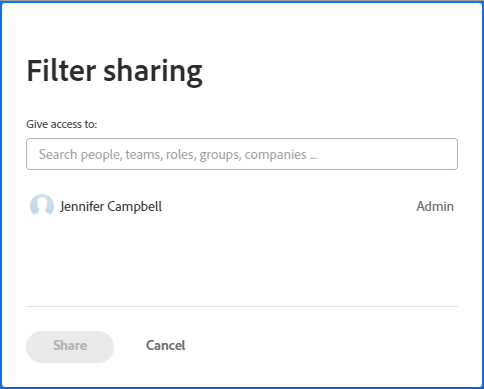 Filter sharing
Give access to:
Search people, teams, roles, groups, companies ...
Jennifer Campbell Admin
Share Cancel